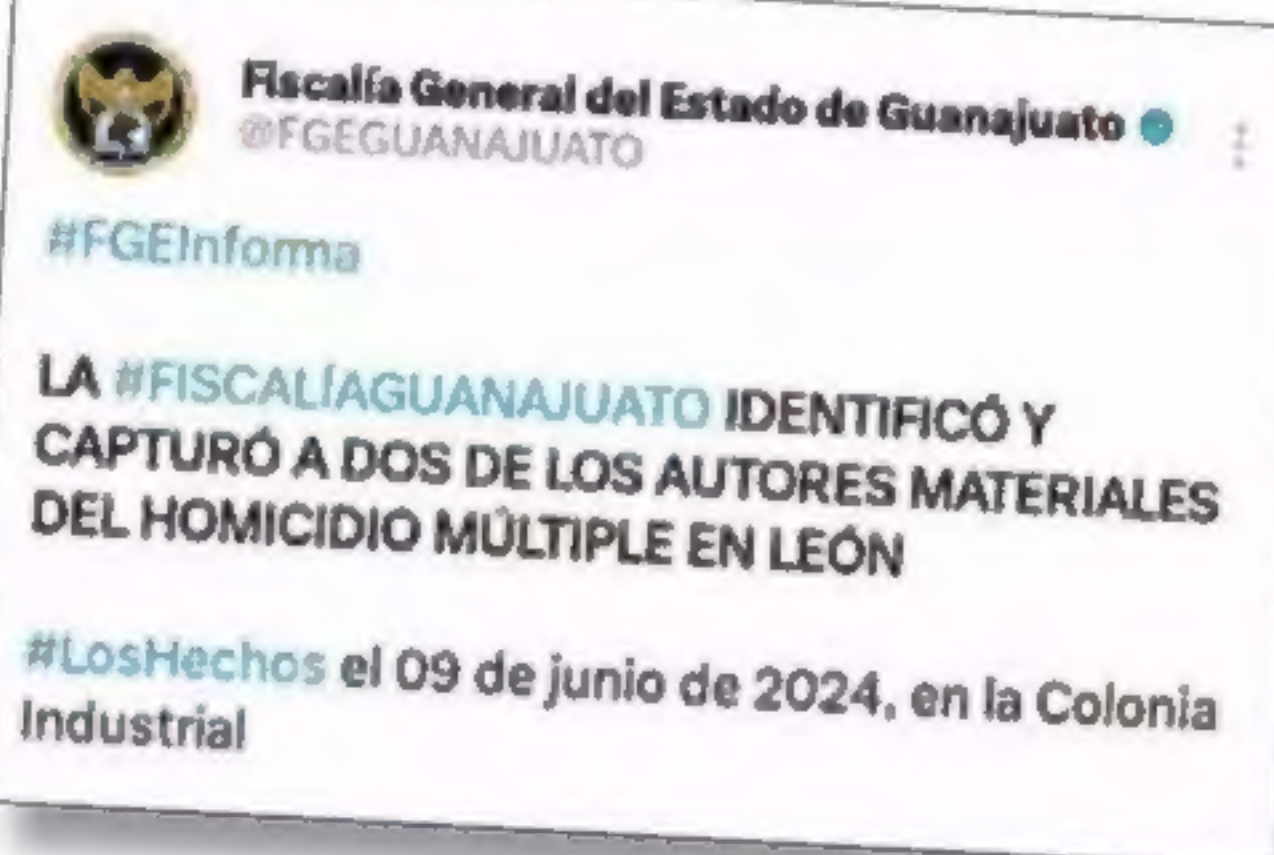 Fiscalía General del Estado de Guanajuato
@FGEGUANAJUATO
#FGEInforma
LA #FISCALÍAGUANAJUATO IDENTIFICÓ Y
CAPTURÓ A DOS DE LOS AUTORES MATERIALES
DEL HOMICIDIO MÚLTIPLE EN LEÓN
#LosHechos el 09 de junio de 2024, en la Colonia
Industrial